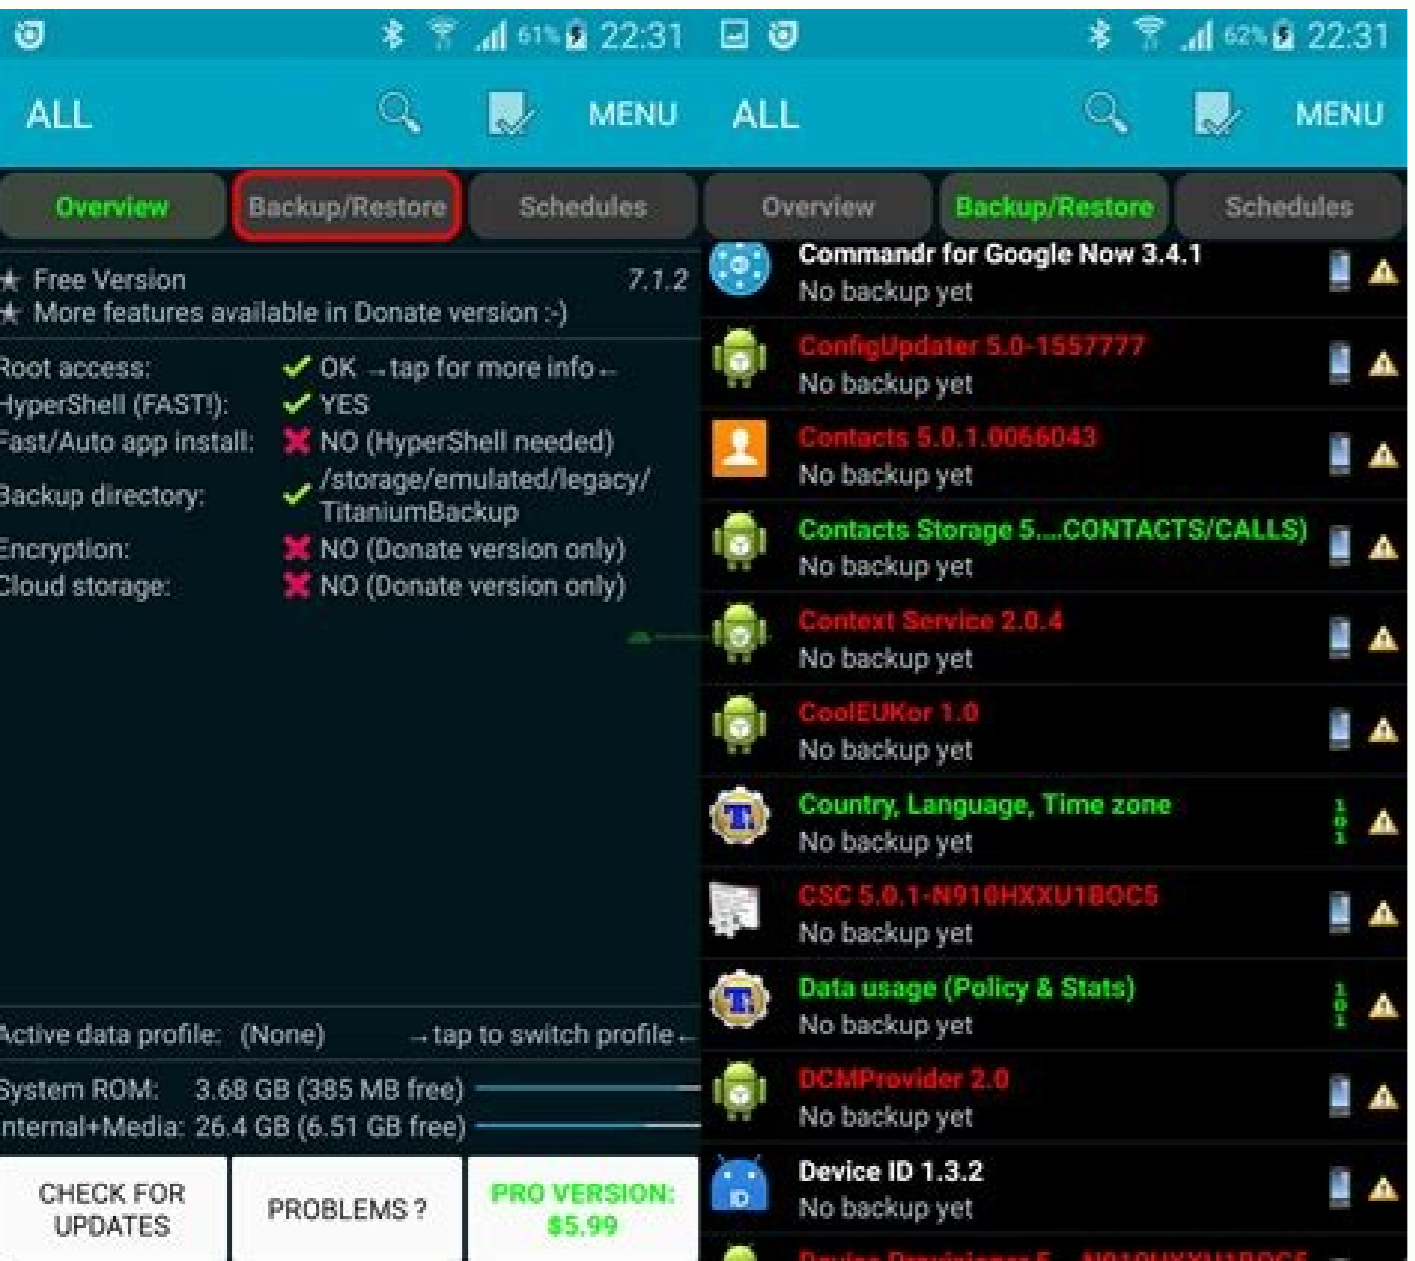 61% 22:31
ALL MENU
Overview Backup/Restore Schedules
Free Version 7.1.2
More features available in Donate version :-)
Root access: OK →tap for more info←
HyperShell (FAST!): YES
Fast/Auto app install: NO (HyperShell needed)
Backup directory: /storage/emulated/legacy/
TitaniumBackup
Encryption: NO (Donate version only)
Cloud storage: NO (Donate version only)
Active data profile: (None) →tap to switch profile←
System ROM: 3.68 GB (385 MB free)
Internal+Media: 26.4 GB (6.51 GB free)
CHECK FOR
UPDATES
PROBLEMS ?
PRO VERSION:
$5.99
62% 22:31
ALL MENU
Overview Backup/Restore Schedules
Commandr for Google Now 3.4.1
No backup yet
ConfigUpdater 5.0-1557777
No backup yet
Contacts 5.0.1.0066043
No backup yet
Contacts Storage 5....CONTACTS/CALLS)
No backup yet
Context Service 2.0.4
No backup yet
CoolEUKor 1.0
No backup yet
Country, Language, Time zone
No backup yet
CSC 5.0.1-N910HXXU1BOC5
No backup yet
Data usage (Policy & Stats)
No backup yet
DCMProvider 2.0
No backup yet
Device ID 1.3.2
No backup yet